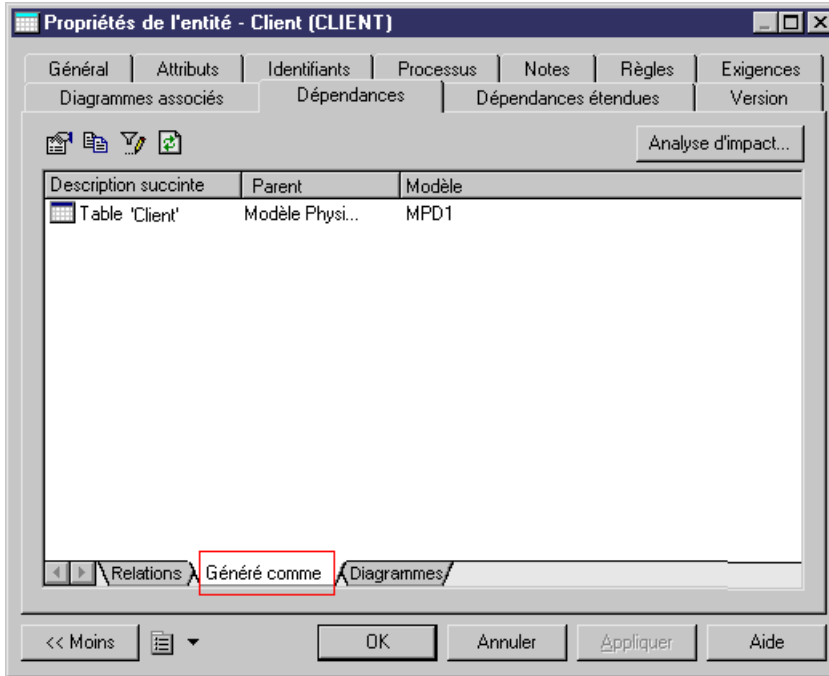 Propriétés de l'entité - Client (CLIENT)
Général Attributs Identifiants Processus Notes Règles Exigences
Diagrammes associés Dépendances Dépendances étendues Version
Analyse d'impact...
Description succinte Parent Modèle
Table 'Client' Modèle Physi... MPD1
Relations Généré comme Diagrammes
<< Moins OK Annuler Appliquer Aide